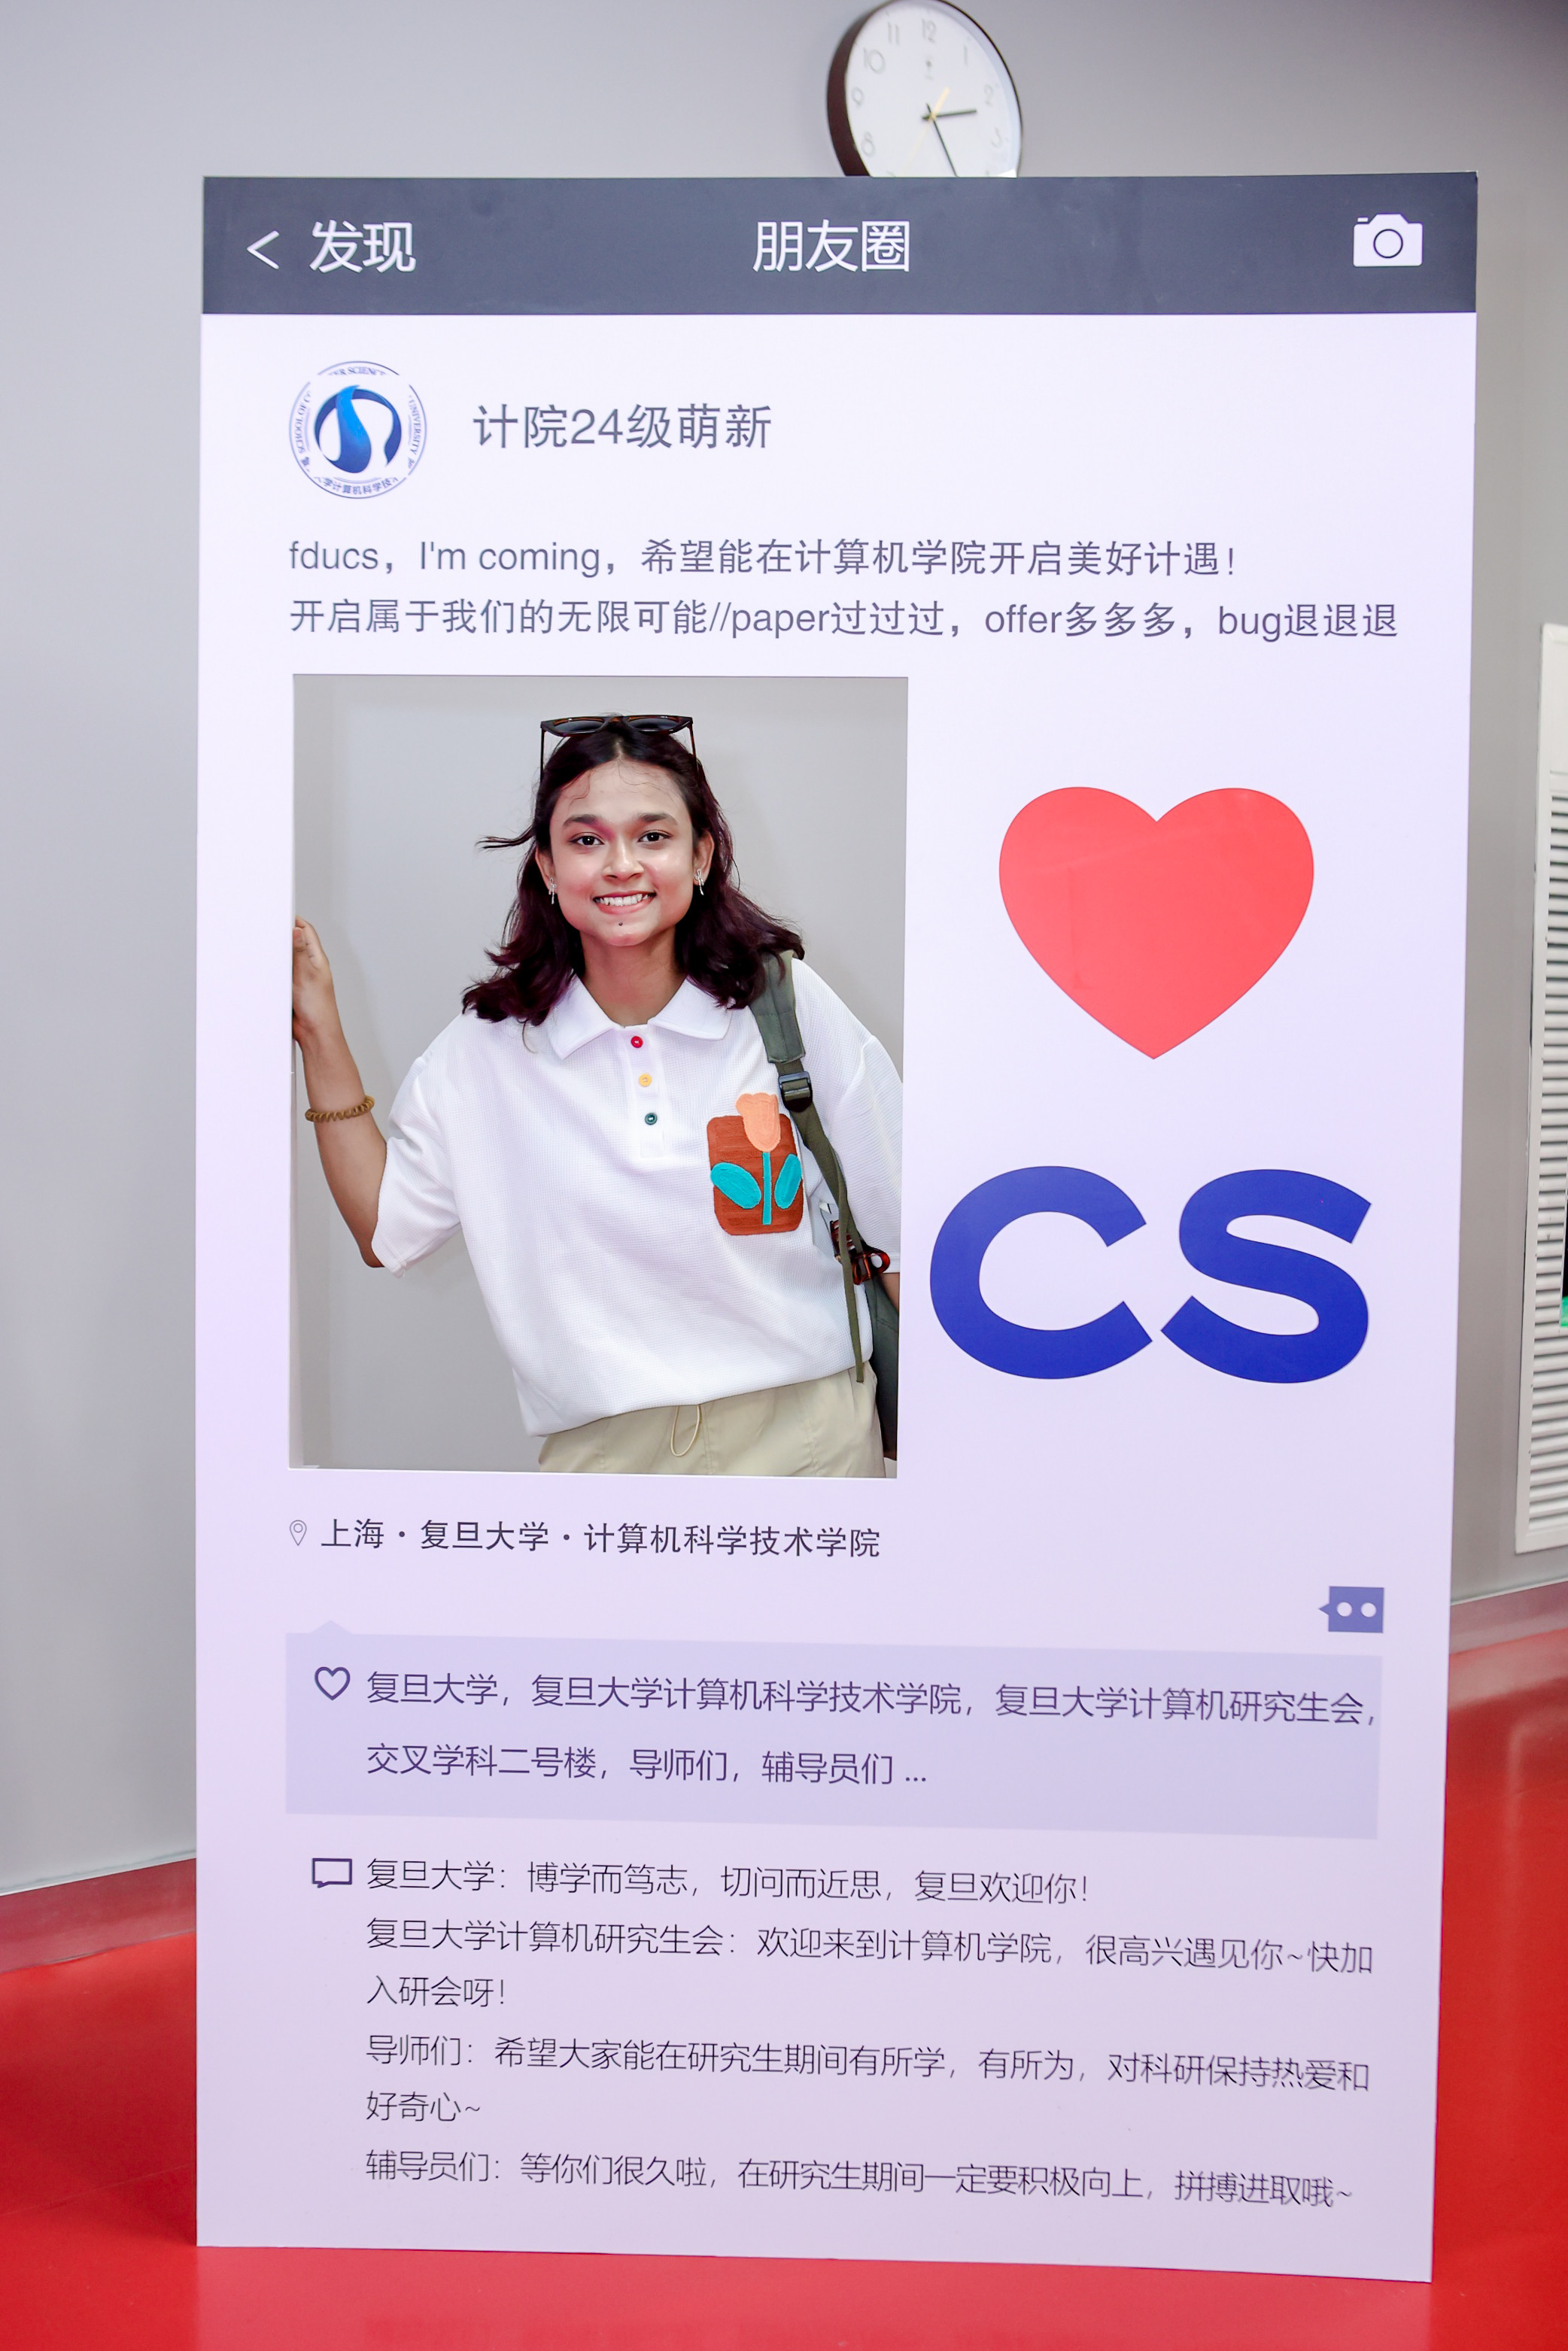 11 12 1
10 2
9 3
8
< 发现 朋友圈
计院24级萌新
fducs，I'm coming，希望能在计算机学院开启美好计遇！
开启属于我们的无限可能//paper过过过，offer多多多，bug退退退
CS
上海・复旦大学・计算机科学技术学院
复旦大学，复旦大学计算机科学技术学院，复旦大学计算机研究生会，
交叉学科二号楼，导师们，辅导员们 ...
复旦大学：博学而笃志，切问而近思，复旦欢迎你！
复旦大学计算机研究生会：欢迎来到计算机学院，很高兴遇见你~快加
入研会呀！
导师们：希望大家能在研究生期间有所学，有所为，对科研保持热爱和
好奇心~
辅导员们：等你们很久啦，在研究生期间一定要积极向上，拼搏进取哦~